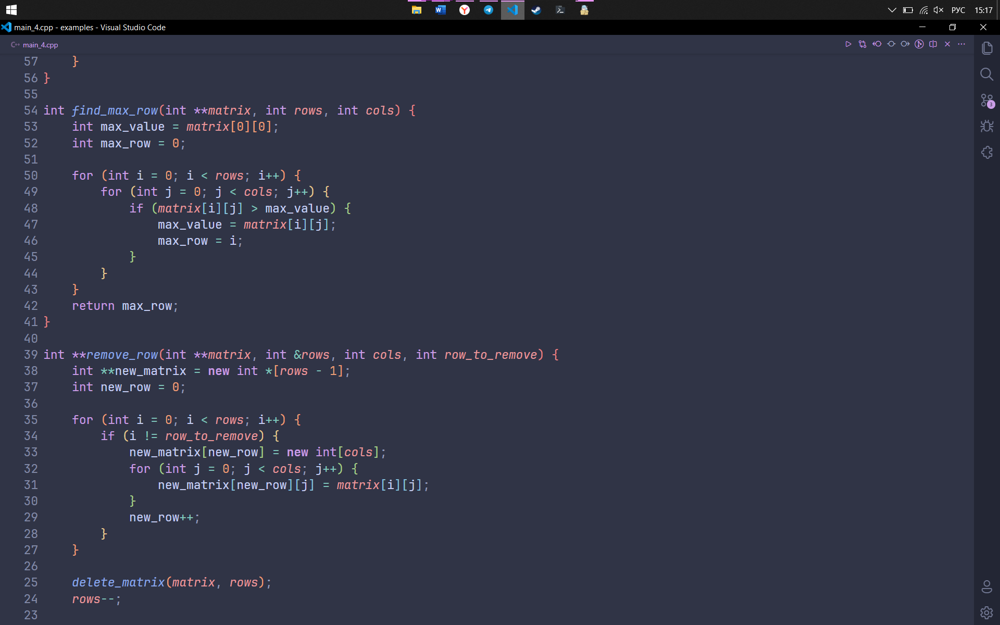 РУС 15:17
main_4.cpp - examples - Visual Studio Code
C++ main_4.cpp
57     }
56 }
55
54 int find_max_row(int **matrix, int rows, int cols) {
53     int max_value = matrix[0][0];
52     int max_row = 0;
51
50     for (int i = 0; i < rows; i++) {
49         for (int j = 0; j < cols; j++) {
48             if (matrix[i][j] > max_value) {
47                 max_value = matrix[i][j];
46                 max_row = i;
45             }
44         }
43     }
42     return max_row;
41 }
40
39 int **remove_row(int **matrix, int &rows, int cols, int row_to_remove) {
38     int **new_matrix = new int *[rows - 1];
37     int new_row = 0;
36
35     for (int i = 0; i < rows; i++) {
34         if (i != row_to_remove) {
33             new_matrix[new_row] = new int[cols];
32             for (int j = 0; j < cols; j++) {
31                 new_matrix[new_row][j] = matrix[i][j];
30             }
29             new_row++;
28         }
27     }
26
25     delete_matrix(matrix, rows);
24     rows--;
23
3